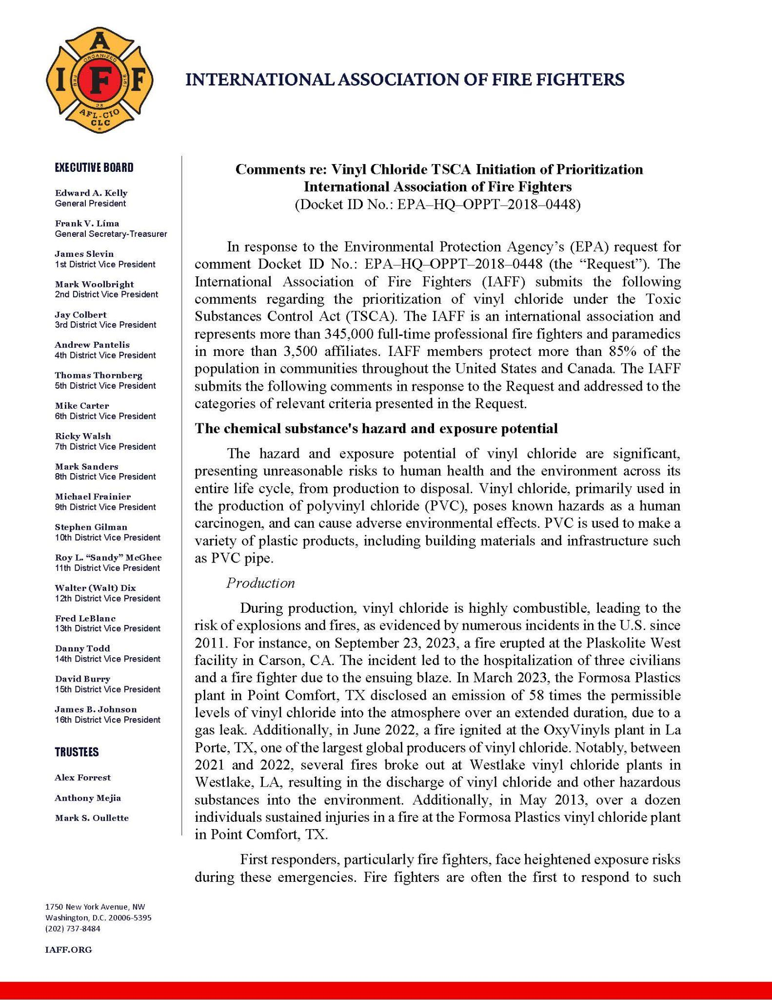 A
I F F
ORGANIZED
FEB
1918
28
AFL-CIO
CLC
INTERNATIONAL ASSOCIATION OF FIRE FIGHTERS
EXECUTIVE BOARD
Edward A. Kelly
General President
Frank V. Líma
General Secretary-Treasurer
James Slevin
1st District Vice President
Mark Woolbright
2nd District Vice President
Jay Colbert
3rd District Vice President
Andrew Pantelis
4th District Vice President
Thomas Thornberg
5th District Vice President
Mike Carter
6th District Vice President
Ricky Walsh
7th District Vice President
Mark Sanders
8th District Vice President
Michael Frainier
9th District Vice President
Stephen Gilman
10th District Vice President
Roy L. “Sandy” McGhee
11th District Vice President
Walter (Walt) Dix
12th District Vice President
Fred LeBlanc
13th District Vice President
Danny Todd
14th District Vice President
David Burry
15th District Vice President
James B. Johnson
16th District Vice President
TRUSTEES
Alex Forrest
Anthony Mejia
Mark S. Oullette
Comments re: Vinyl Chloride TSCA Initiation of Prioritization
International Association of Fire Fighters
(Docket ID No.: EPA–HQ–OPPT–2018–0448)
In response to the Environmental Protection Agency’s (EPA) request for
comment Docket ID No.: EPA–HQ–OPPT–2018–0448 (the “Request”). The
International Association of Fire Fighters (IAFF) submits the following
comments regarding the prioritization of vinyl chloride under the Toxic
Substances Control Act (TSCA). The IAFF is an international association and
represents more than 345,000 full-time professional fire fighters and paramedics
in more than 3,500 affiliates. IAFF members protect more than 85% of the
population in communities throughout the United States and Canada. The IAFF
submits the following comments in response to the Request and addressed to the
categories of relevant criteria presented in the Request.
The chemical substance's hazard and exposure potential
The hazard and exposure potential of vinyl chloride are significant,
presenting unreasonable risks to human health and the environment across its
entire life cycle, from production to disposal. Vinyl chloride, primarily used in
the production of polyvinyl chloride (PVC), poses known hazards as a human
carcinogen, and can cause adverse environmental effects. PVC is used to make a
variety of plastic products, including building materials and infrastructure such
as PVC pipe.
Production
During production, vinyl chloride is highly combustible, leading to the
risk of explosions and fires, as evidenced by numerous incidents in the U.S. since
2011. For instance, on September 23, 2023, a fire erupted at the Plaskolite West
facility in Carson, CA. The incident led to the hospitalization of three civilians
and a fire fighter due to the ensuing blaze. In March 2023, the Formosa Plastics
plant in Point Comfort, TX disclosed an emission of 58 times the permissible
levels of vinyl chloride into the atmosphere over an extended duration, due to a
gas leak. Additionally, in June 2022, a fire ignited at the OxyVinyls plant in La
Porte, TX, one of the largest global producers of vinyl chloride. Notably, between
2021 and 2022, several fires broke out at Westlake vinyl chloride plants in
Westlake, LA, resulting in the discharge of vinyl chloride and other hazardous
substances into the environment. Additionally, in May 2013, over a dozen
individuals sustained injuries in a fire at the Formosa Plastics vinyl chloride plant
in Point Comfort, TX.
First responders, particularly fire fighters, face heightened exposure risks
during these emergencies. Fire fighters are often the first to respond to such
1750 New York Avenue, NW
Washington, D.C. 20006-5395
(202) 737-8484
IAFF.ORG